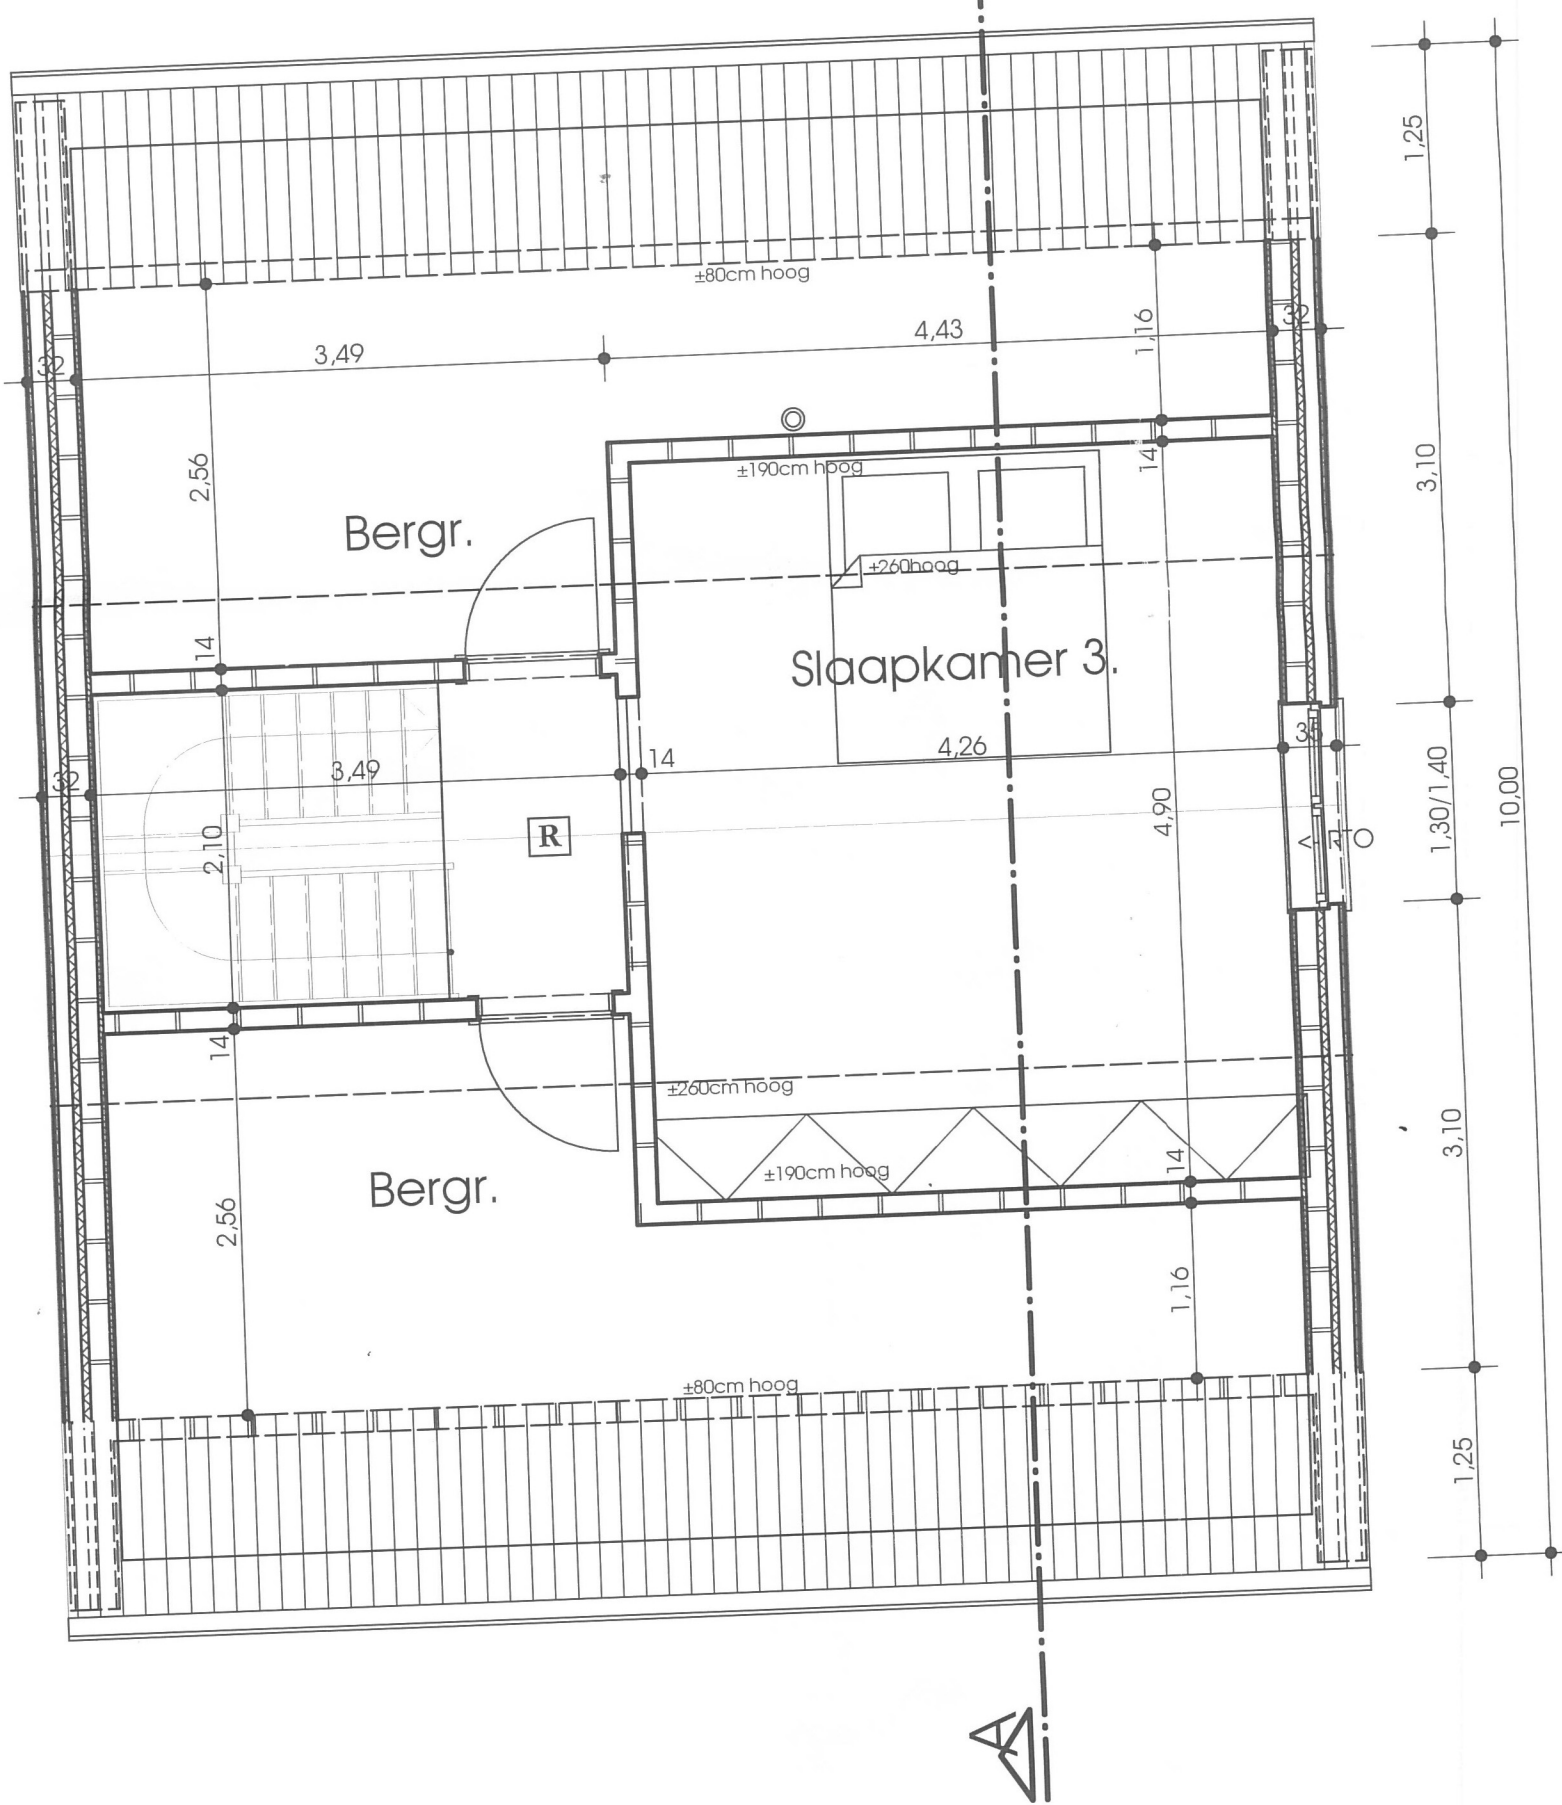 1,25
±80cm hoog
4,43
1,16
32
3,49
32
14
±190cm hoog
2,56
3,10
Bergr.
±260hoog
14
Slaapkamer 3.
35
14
4,26
3,49
32
1,30/1,40
10,00
4,90
R
2,10
14
±260cm hoog
3,10
14
±190cm hoog
Bergr.
2,56
1,16
±80cm hoog
1,25
A